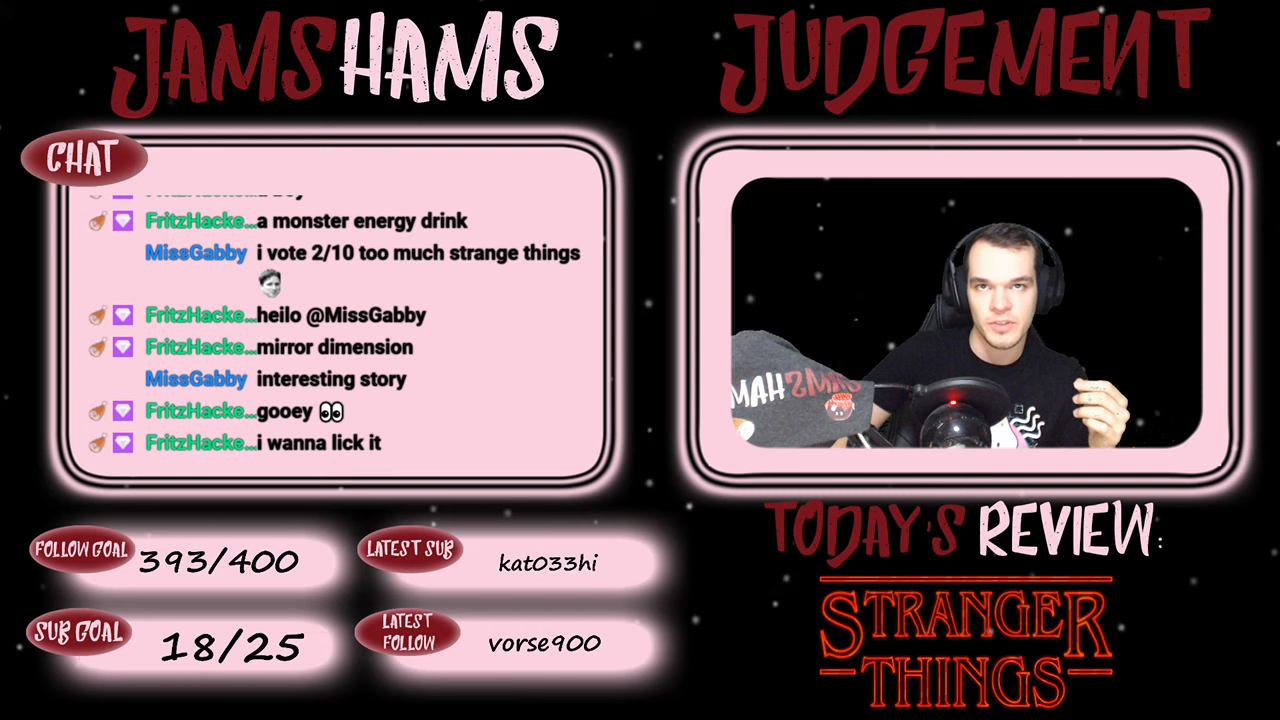 JAMSHAMS
JUDGEMENT
CHAT
FritzHacke...a monster energy drink
MissGabby i vote 2/10 too much strange things
FritzHacke...heilo @MissGabby
FritzHacke...mirror dimension
MissGabby interesting story
FritzHacke...gooey 👀
FritzHacke...i wanna lick it
FOLLOW GOAL 393/400
LATEST SUB kat033hi
SUB GOAL 18/25
LATEST
FOLLOW
vorse900
TODAY'S REVIEW:
STRANGER
THINGS